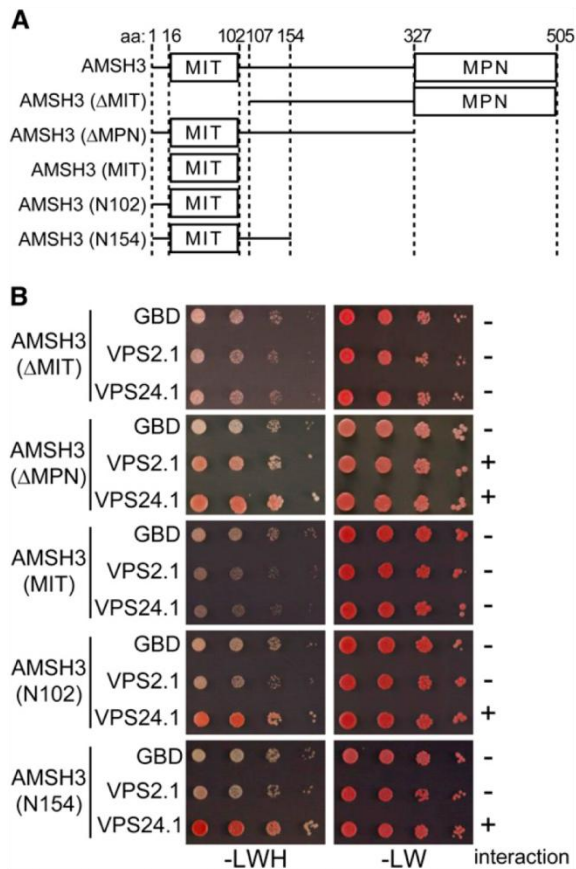 A
aa: 1 16 102 107 154 327 505
AMSH3 MIT MPN
AMSH3 (ΔMIT) MPN
AMSH3 (ΔMPN) MIT
AMSH3 (MIT) MIT
AMSH3 (N102) MIT
AMSH3 (N154) MIT
B
AMSH3
(ΔMIT)
GBD -
VPS2.1 -
VPS24.1 -
AMSH3
(ΔMPN)
GBD -
VPS2.1 +
VPS24.1 +
AMSH3
(MIT)
GBD -
VPS2.1 -
VPS24.1 -
AMSH3
(N102)
GBD -
VPS2.1 -
VPS24.1 +
AMSH3
(N154)
GBD -
VPS2.1 -
VPS24.1 +
-LWH -LW interaction